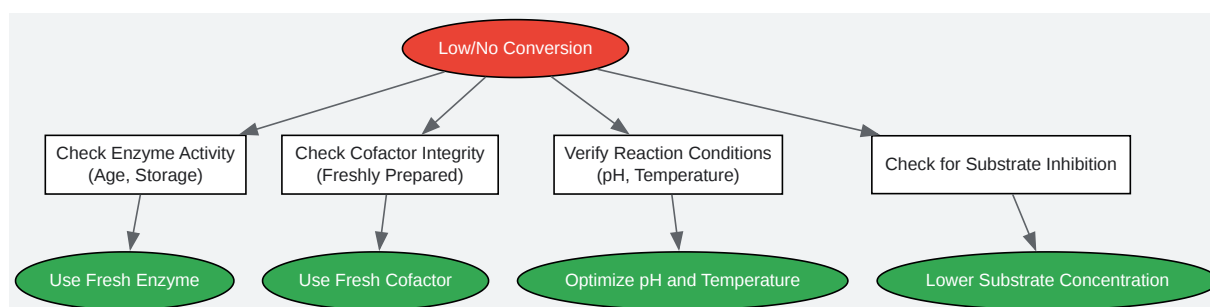 Low/No Conversion
Check Enzyme Activity
(Age, Storage)
Check Cofactor Integrity
(Freshly Prepared)
Verify Reaction Conditions
(pH, Temperature)
Check for Substrate Inhibition
Use Fresh Enzyme
Use Fresh Cofactor
Optimize pH and Temperature
Lower Substrate Concentration